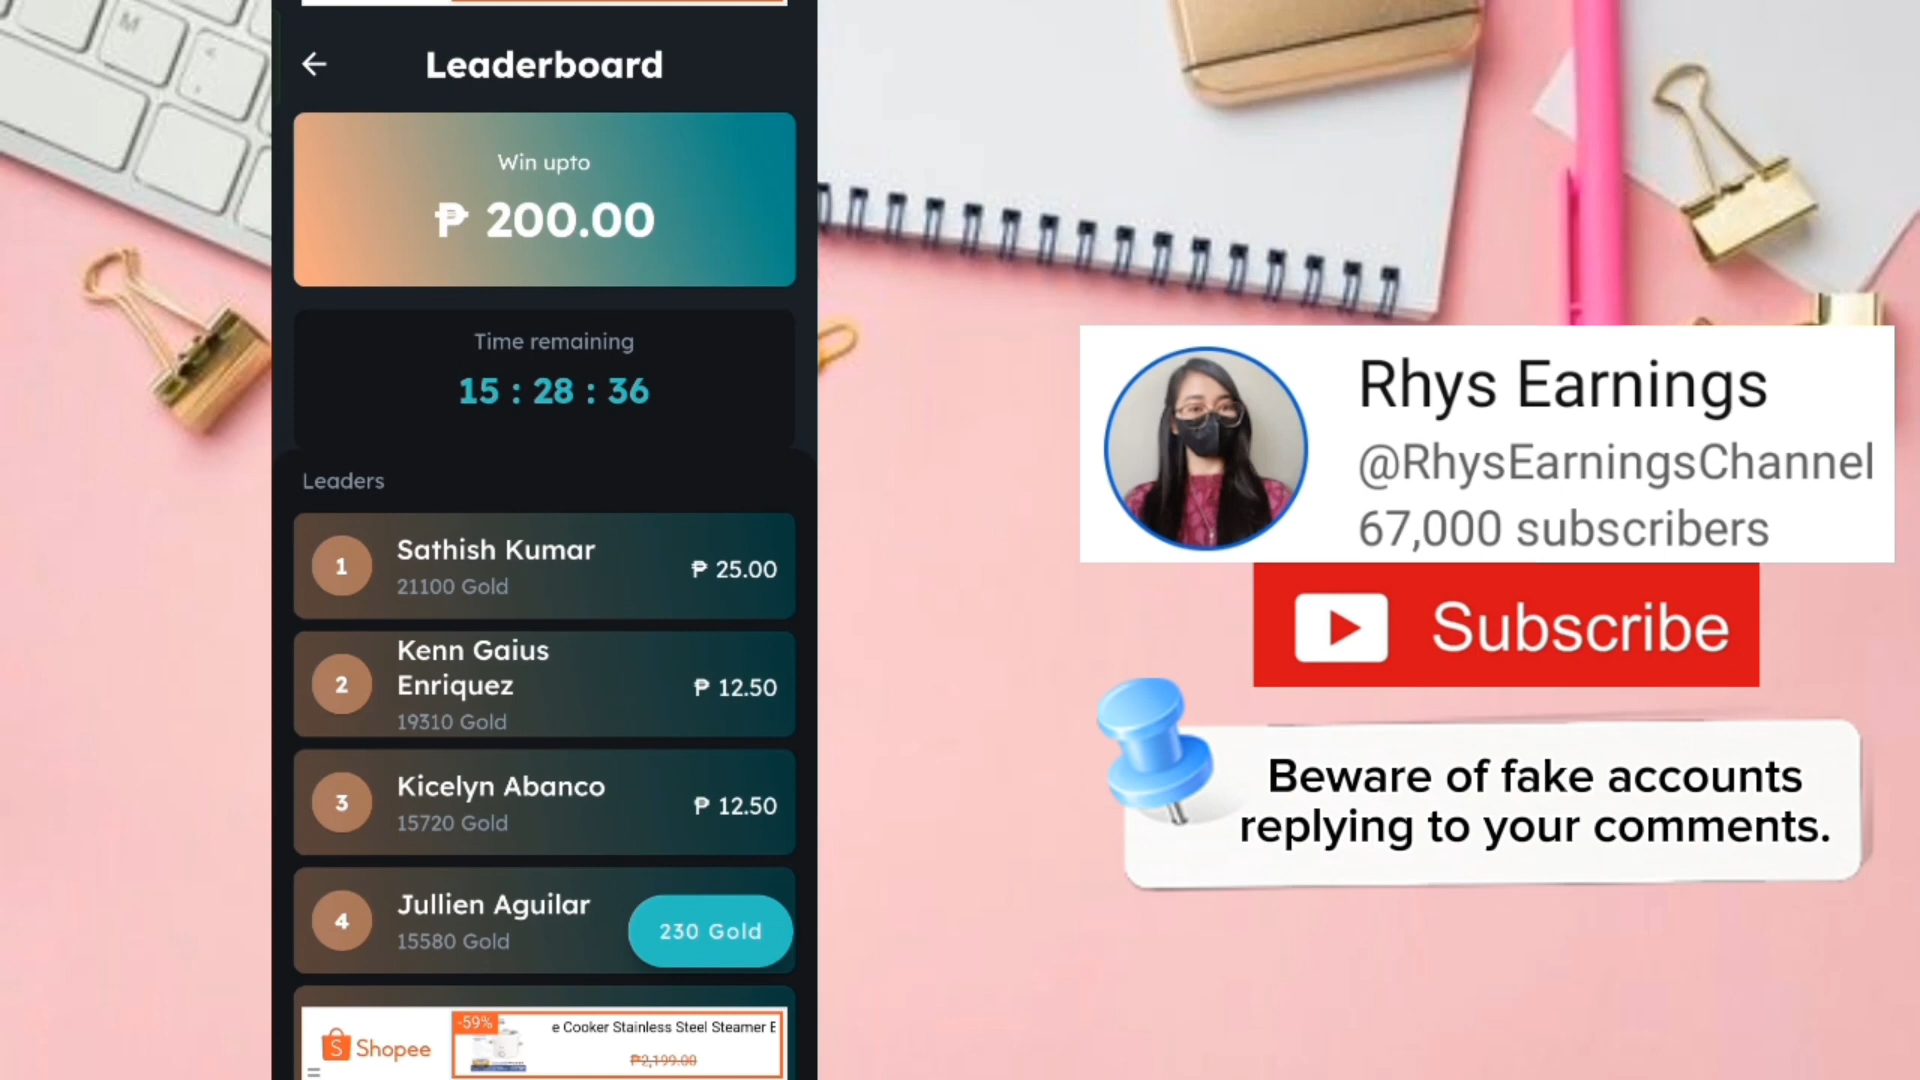 Leaderboard
Win upto
₱ 200.00
Time remaining
15 : 28 : 36
Leaders
1
Sathish Kumar
21100 Gold
₱ 25.00
2
Kenn Gaius
Enriquez
19310 Gold
₱ 12.50
3
Kicelyn Abanco
15720 Gold
₱ 12.50
4
Jullien Aguilar
15580 Gold
230 Gold
Shopee
-59%
e Cooker Stainless Steel Steamer E
₱2,199.00
Rhys Earnings
@RhysEarningsChannel
67,000 subscribers
Subscribe
Beware of fake accounts
replying to your comments.